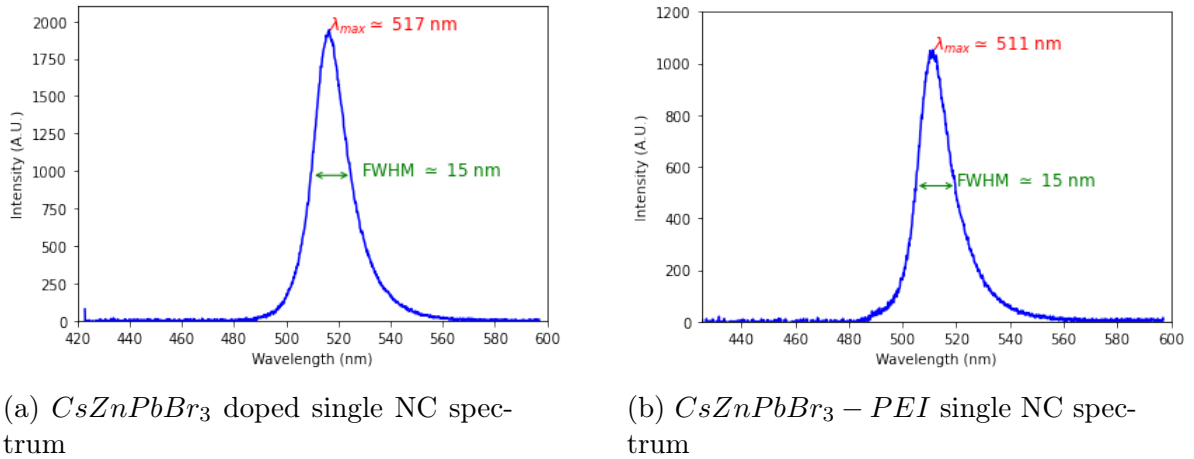 2000
1750
1500
1250
1000
750
500
250
0
Intensity (A.U.)
λmax ≃ 517 nm
FWHM ≃ 15 nm
420 440 460 480 500 520 540 560 580 600
Wavelength (nm)
(a) CsZnPbBr3 doped single NC spec-
trum
1200
1000
800
600
400
200
0
Intensity (A.U.)
λmax ≃ 511 nm
FWHM ≃ 15 nm
440 460 480 500 520 540 560 580 600
Wavelength (nm)
(b) CsZnPbBr3 − PEI single NC spec-
trum